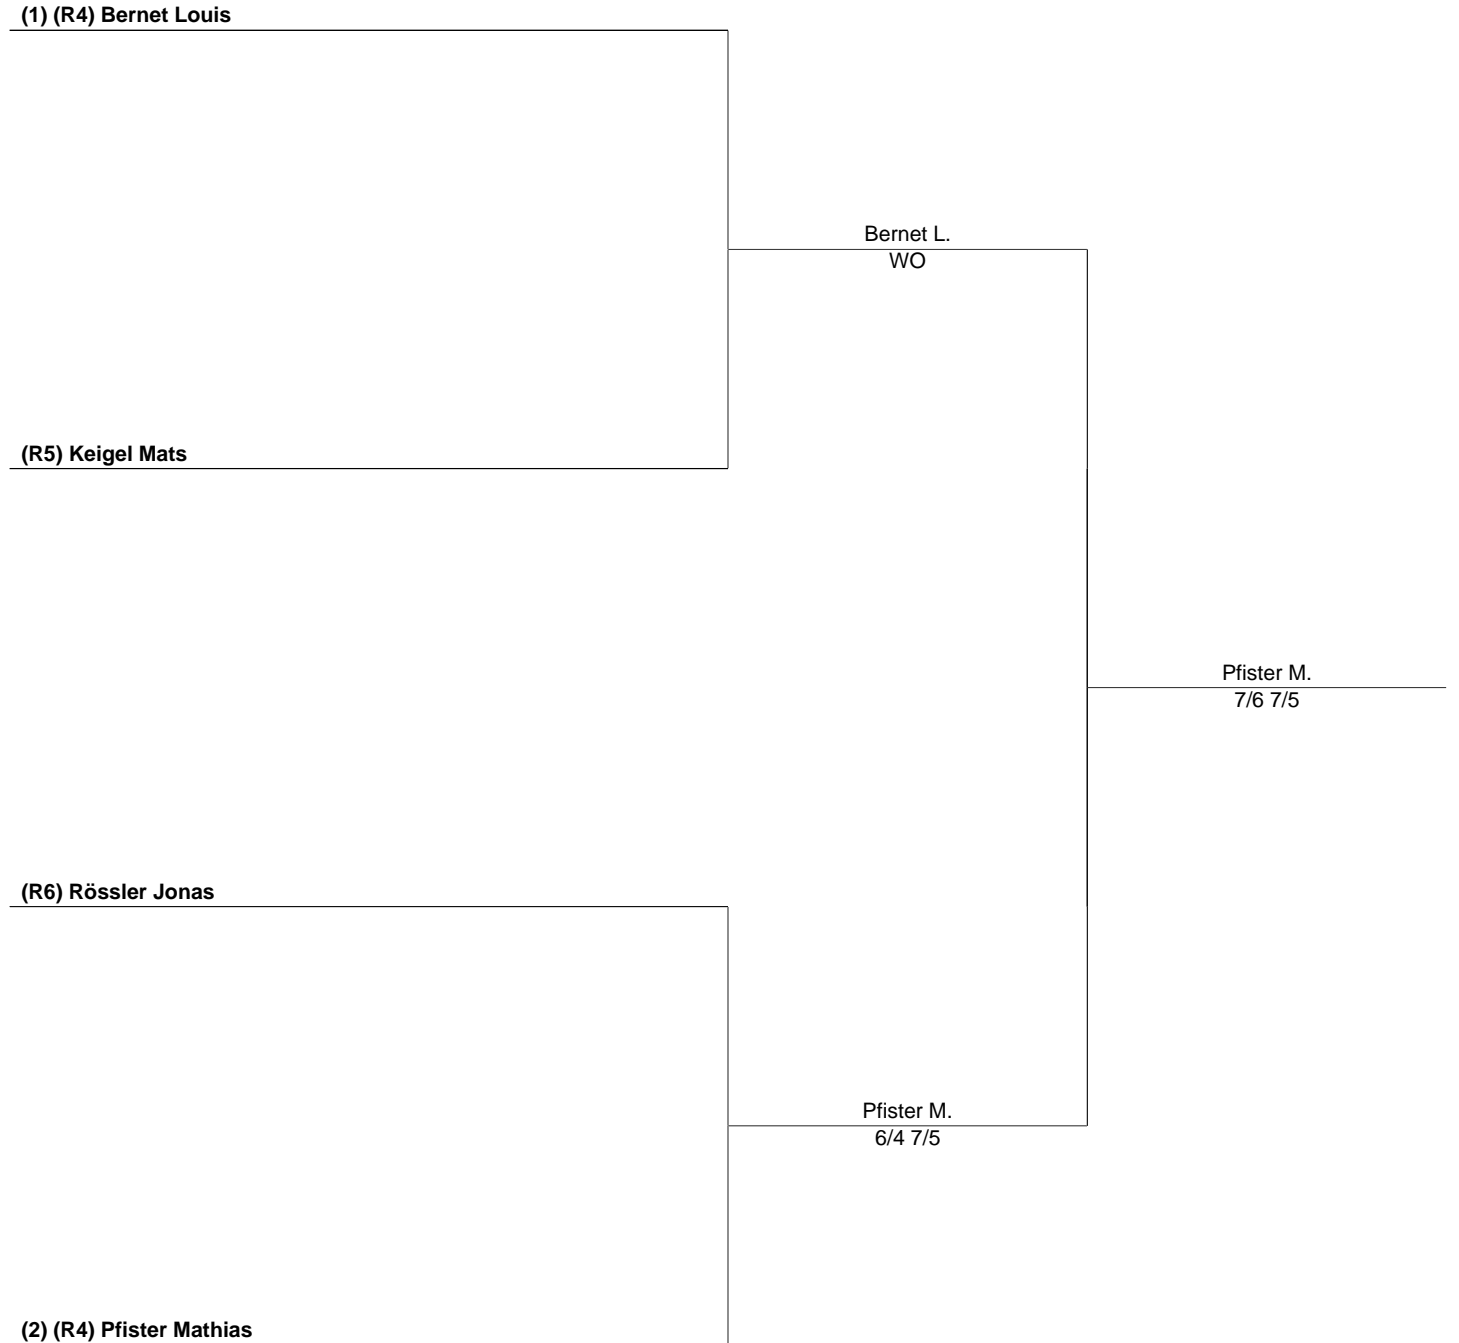 (1) (R4) Bernet Louis
Bernet L.
WO
(R5) Keigel Mats
Pfister M.
7/6 7/5
(R6) Rössler Jonas
Pfister M.
6/4 7/5
(2) (R4) Pfister Mathias